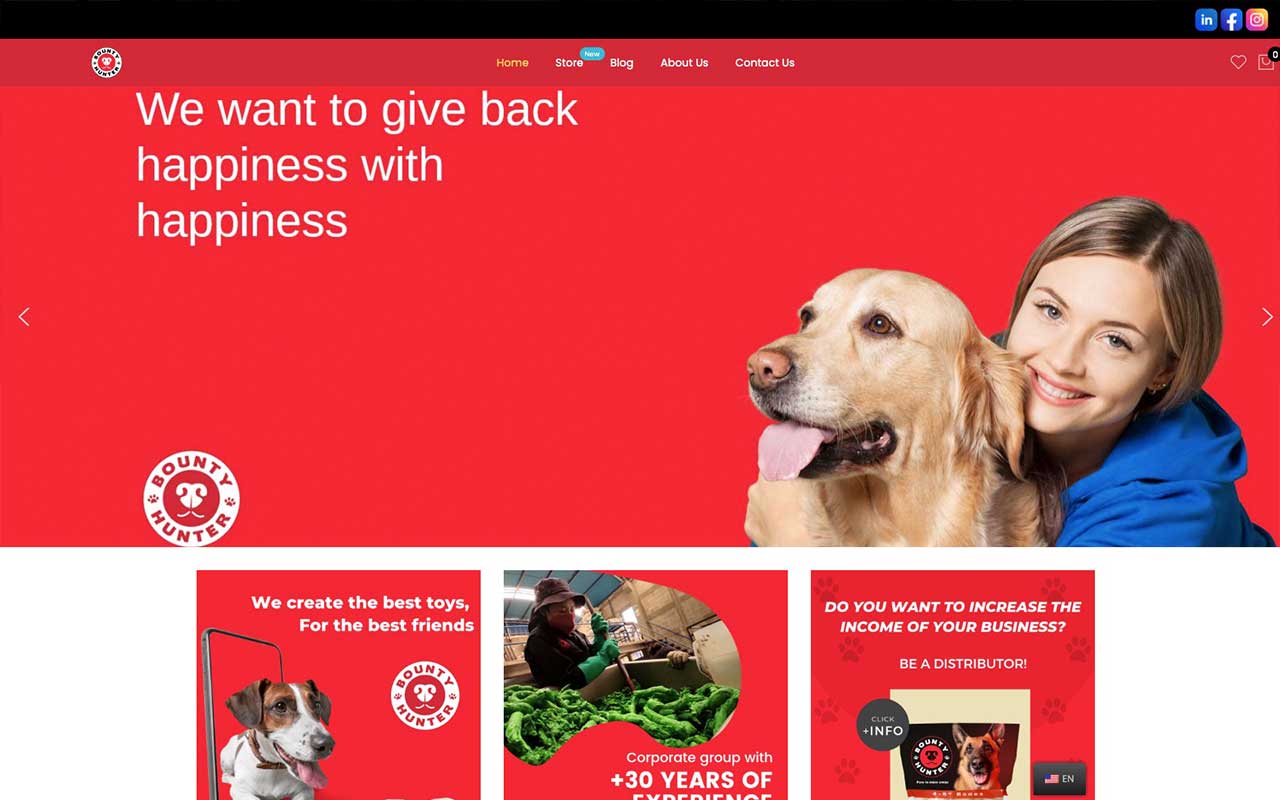 in f
BOUNTY HUNTER
Home Store New Blog About Us Contact Us 0
We want to give back
happiness with
happiness
BOUNTY HUNTER
We create the best toys,
For the best friends
BOUNTY HUNTER
Corporate group with
+30 YEARS OF
EXPERIENCE
DO YOU WANT TO INCREASE THE
INCOME OF YOUR BUSINESS?
BE A DISTRIBUTOR!
CLICK
+INFO
BOUNTY HUNTER
EN